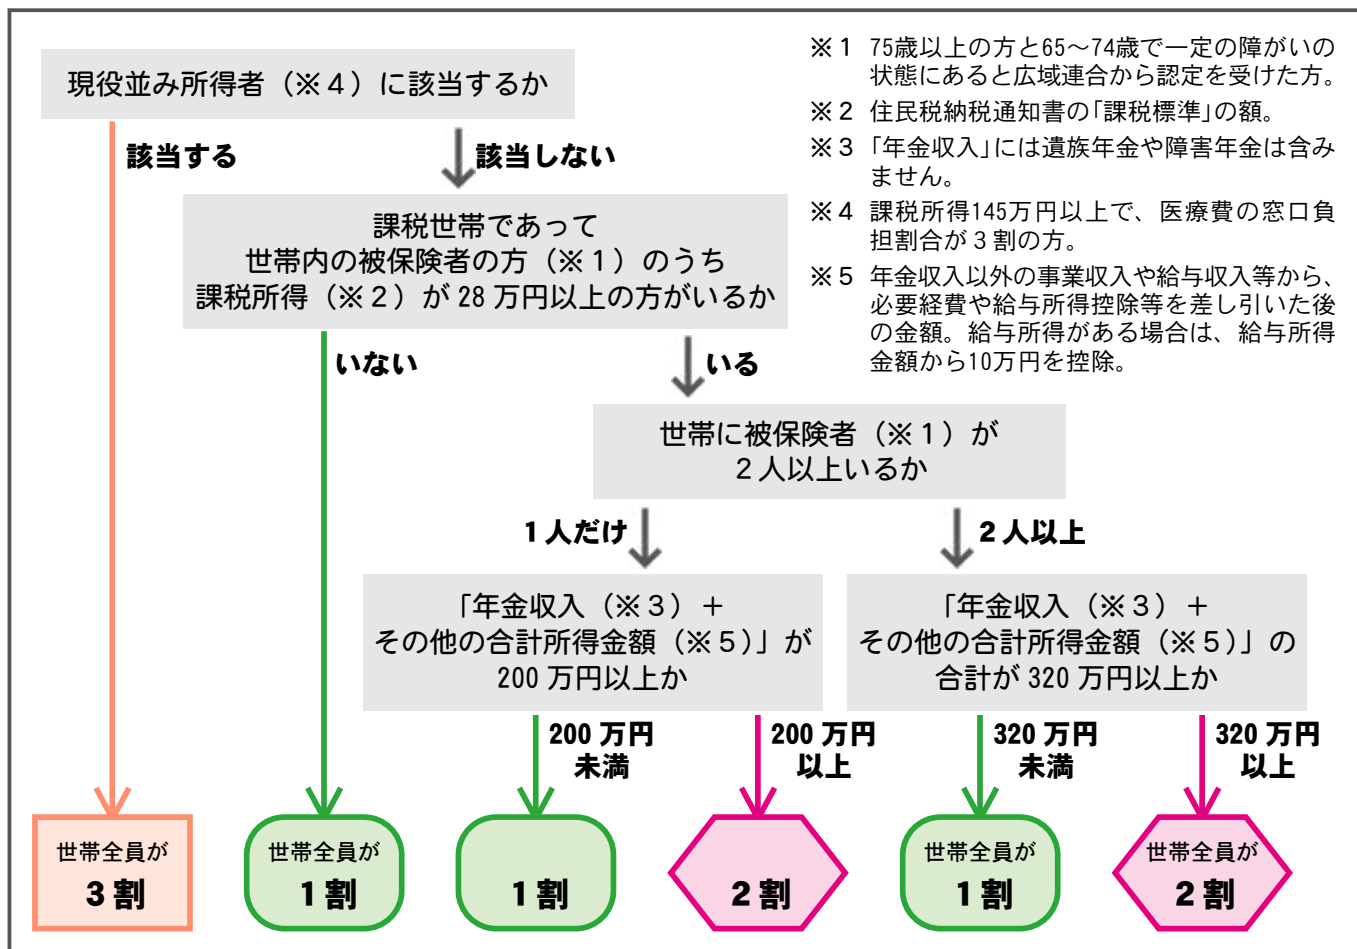 現役並み所得者（※４）に該当するか
該当する
該当しない
課税世帯であって
世帯内の被保険者の方（※１）のうち
課税所得（※２）が 28 万円以上の方がいるか
いない
いる
世帯に被保険者（※１）が
２人以上いるか
１人だけ
２人以上
「年金収入（※３）＋
その他の合計所得金額（※５）」が
200 万円以上か
「年金収入（※３）＋
その他の合計所得金額（※５）」の
合計が 320 万円以上か
200 万円
未満
200 万円
以上
320 万円
未満
320 万円
以上
世帯全員が
３割
世帯全員が
１割
１割
２割
世帯全員が
１割
世帯全員が
２割
※１ 75歳以上の方と65～74歳で一定の障がいの
状態にあると広域連合から認定を受けた方。
※２ 住民税納税通知書の「課税標準」の額。
※３ 「年金収入」には遺族年金や障害年金は含み
ません。
※４ 課税所得145万円以上で、医療費の窓口負
担割合が３割の方。
※５ 年金収入以外の事業収入や給与収入等から、
必要経費や給与所得控除等を差し引いた後
の金額。給与所得がある場合は、給与所得
金額から10万円を控除。